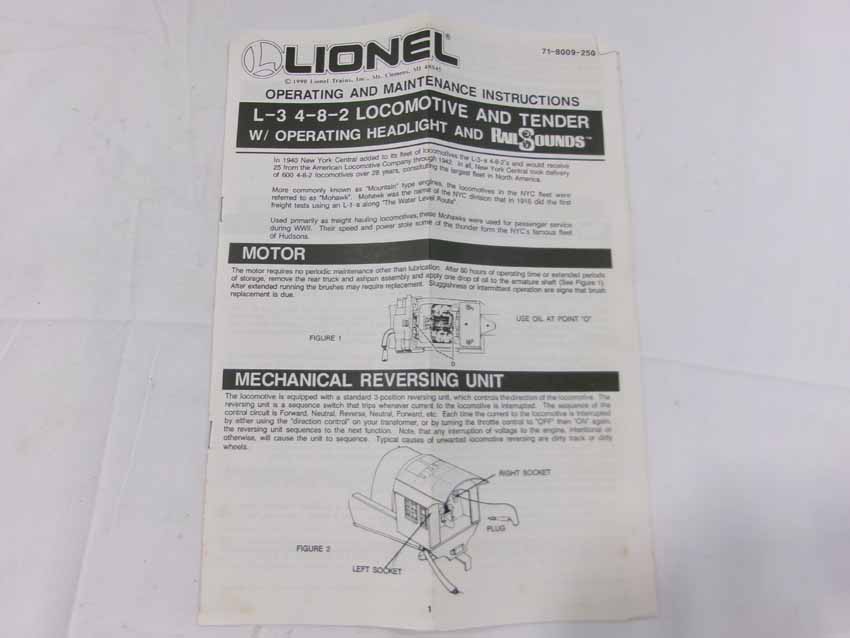 LIONEL®
71-8009-250
© 1990 Lionel Trains, Inc., Mt. Clemens, MI 48045
OPERATING AND MAINTENANCE INSTRUCTIONS
L-3 4-8-2 LOCOMOTIVE AND TENDER
W/ OPERATING HEADLIGHT AND RAILSOUNDS™
In 1940 New York Central added to its fleet of locomotives the L-3-a 4-8-2's and would receive
25 from the American Locomotive Company through 1942. In all, New York Central took delivery
of 600 4-8-2 locomotives over 28 years, constituting the largest fleet in North America.
More commonly known as "Mountain" type engines, the locomotives in the NYC fleet were
referred to as "Mohawk". Mohawk was the name of the NYC division that in 1916 did the first
freight tests using an L-1-a along "The Water Level Route".
Used primarily as freight hauling locomotives, these Mohawks were used for passenger service
during WWII. Their speed and power stole some of the thunder form the NYC's famous fleet
of Hudsons.
MOTOR
The motor requires no periodic maintenance other than lubrication. After 80 hours of operating time or extended periods
of storage, remove the rear truck and ashpan assembly and apply one drop of oil to the armature shaft (See Figure 1).
After extended running the brushes may require replacement. Sluggishness or intermittent operation are signs that brush
replacement is due.
USE OIL AT POINT "O"
FIGURE 1
O
MECHANICAL REVERSING UNIT
The locomotive is equipped with a standard 3-position reversing unit, which controls the direction of the locomotive. The
reversing unit is a sequence switch that trips whenever current to the locomotive is interrupted. The sequence of the
control circuit is Forward, Neutral, Reverse, Neutral, Forward, etc. Each time the current to the locomotive is interrupted
by either using the "direction control" on your transformer, or by turning the throttle control to "OFF" then "ON" again,
the reversing unit sequences to the next function. Note, that any interruption of voltage to the engine, intentional or
otherwise, will cause the unit to sequence. Typical causes of unwanted locomotive reversing are dirty track or dirty
wheels.
RIGHT SOCKET
PLUG
FIGURE 2
LEFT SOCKET
1